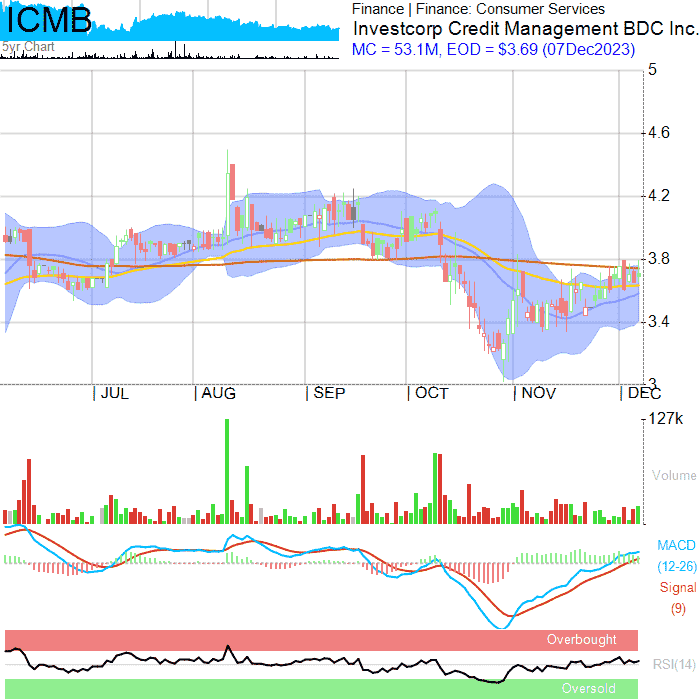 ICMB
5yr Chart
Finance | Finance: Consumer Services
Investcorp Credit Management BDC Inc.
MC = 53.1M, EOD = $3.69 (07Dec2023)
5
4.6
4.2
3.8
3.4
3
JUL AUG SEP OCT NOV DEC
127k
Volume
MACD
(12-26)
Signal
(9)
Overbought
RSI(14)
Oversold